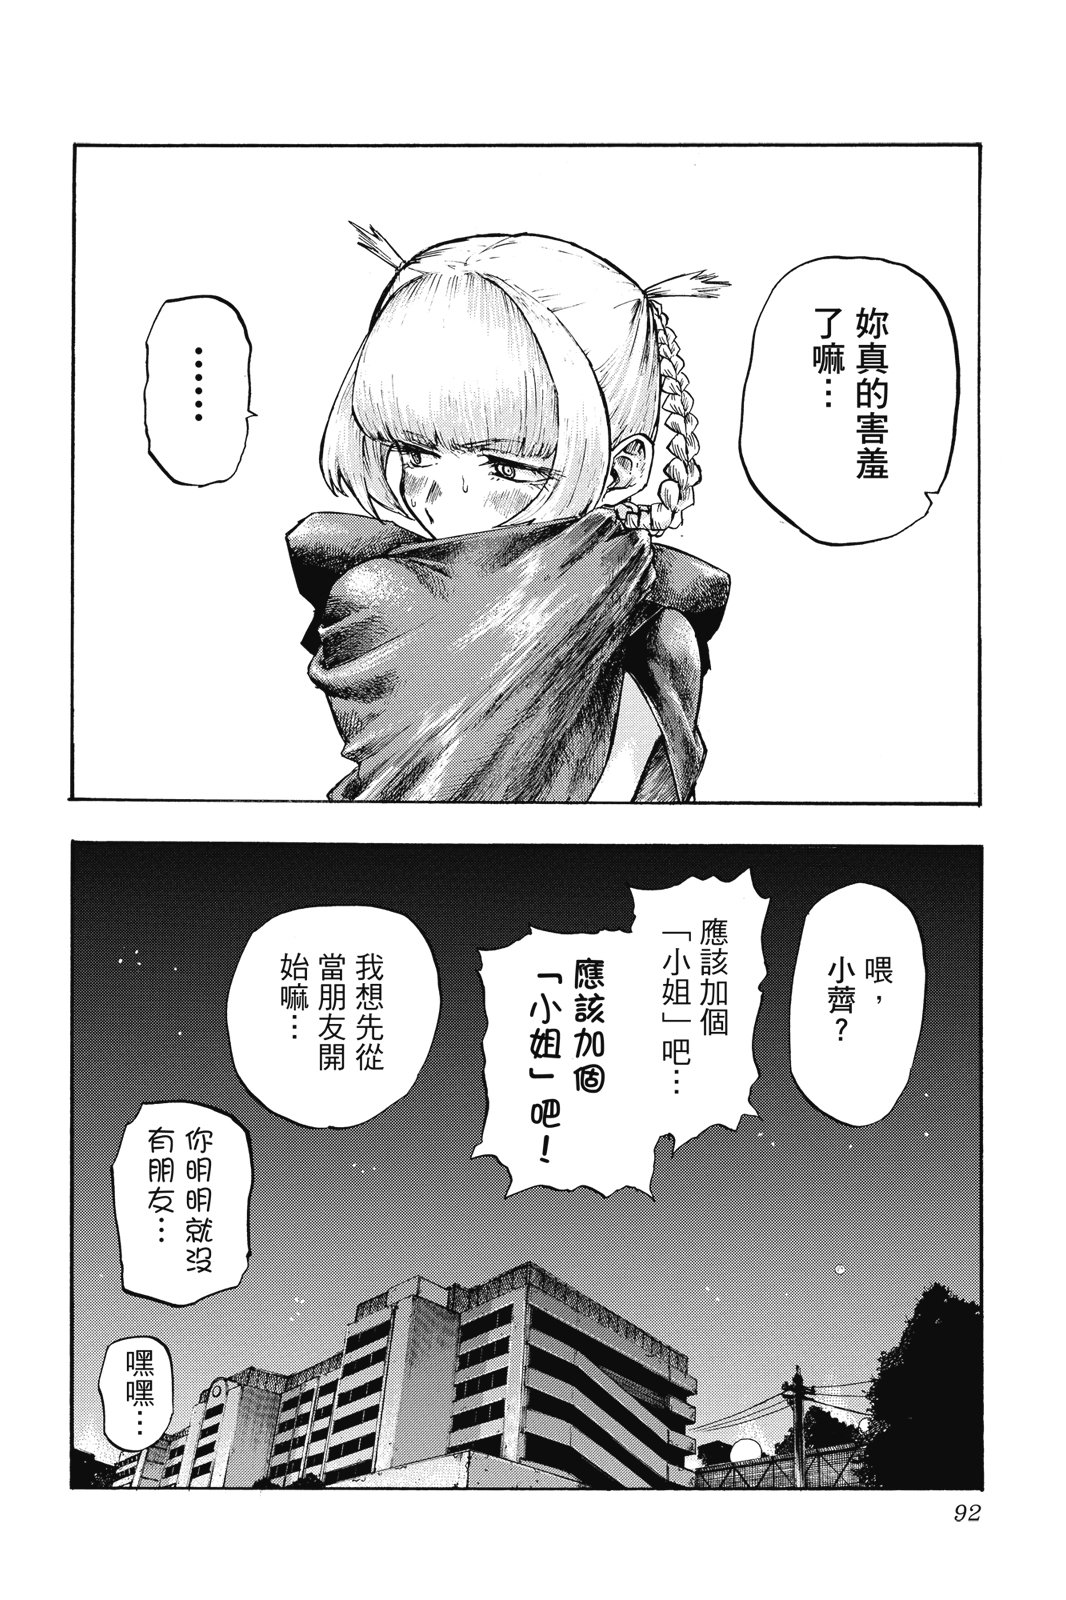 妳真的害羞
了嘛…
……
喂，
小薺？
應該加個
「小姐」吧…
應該加個
「小姐」吧！
我想先從
當朋友開
始嘛…
你明明就沒
有朋友…
嘿嘿…
92